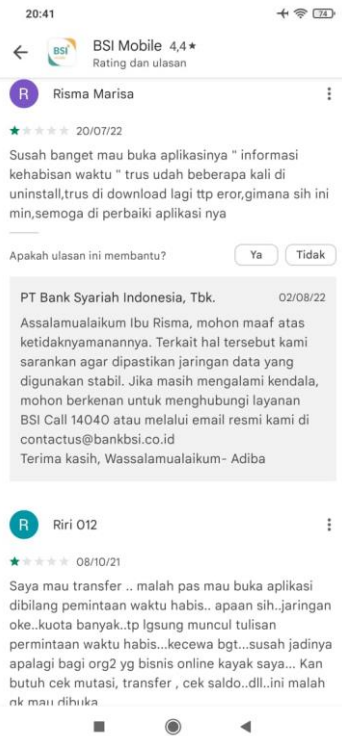 20:41
74
BSI
BSI Mobile 4,4★
Rating dan ulasan
R
Risma Marisa
20/07/22
Susah banget mau buka aplikasinya " informasi
kehabisan waktu " trus udah beberapa kali di
uninstall,trus di download lagi ttp eror,gimana sih ini
min,semoga di perbaiki aplikasi nya
Apakah ulasan ini membantu?
Ya
Tidak
PT Bank Syariah Indonesia, Tbk.
02/08/22
Assalamualaikum Ibu Risma, mohon maaf atas
ketidaknyamanannya. Terkait hal tersebut kami
sarankan agar dipastikan jaringan data yang
digunakan stabil. Jika masih mengalami kendala,
mohon berkenan untuk menghubungi layanan
BSI Call 14040 atau melalui email resmi kami di
contactus@bankbsi.co.id
Terima kasih, Wassalamualaikum- Adiba
R
Riri 012
08/10/21
Saya mau transfer .. malah pas mau buka aplikasi
dibilang pemintaan waktu habis.. apaan sih..jaringan
oke..kuota banyak..tp lgsung muncul tulisan
permintaan waktu habis...kecewa bgt...susah jadinya
apalagi bagi org2 yg bisnis online kayak saya... Kan
butuh cek mutasi, transfer , cek saldo..dll..ini malah
gk mau dibuka